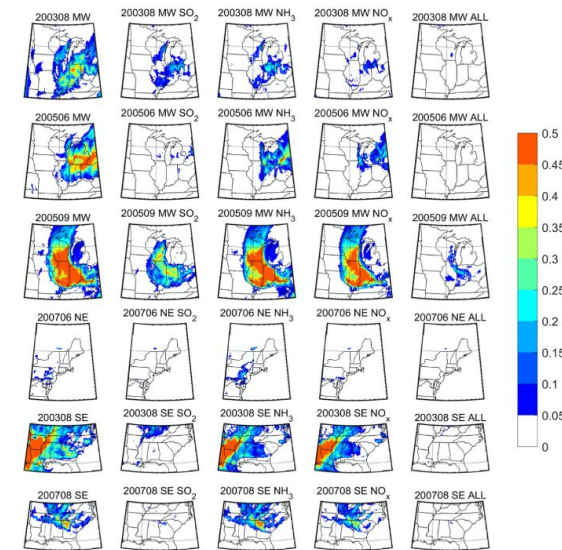 200308 MW 200308 MW SO2 200308 MW NH3 200308 MW NOx 200308 MW ALL
200506 MW 200506 MW SO2 200506 MW NH3 200506 MW NOx 200506 MW ALL
200509 MW 200509 MW SO2 200509 MW NH3 200509 MW NOx 200509 MW ALL
200706 NE 200706 NE SO2 200706 NE NH3 200706 NE NOx 200706 NE ALL
200308 SE 200308 SE SO2 200308 SE NH3 200308 SE NOx 200308 SE ALL
200708 SE 200708 SE SO2 200708 SE NH3 200708 SE NOx 200708 SE ALL
0.5
0.45
0.4
0.35
0.3
0.25
0.2
0.15
0.1
0.05
0